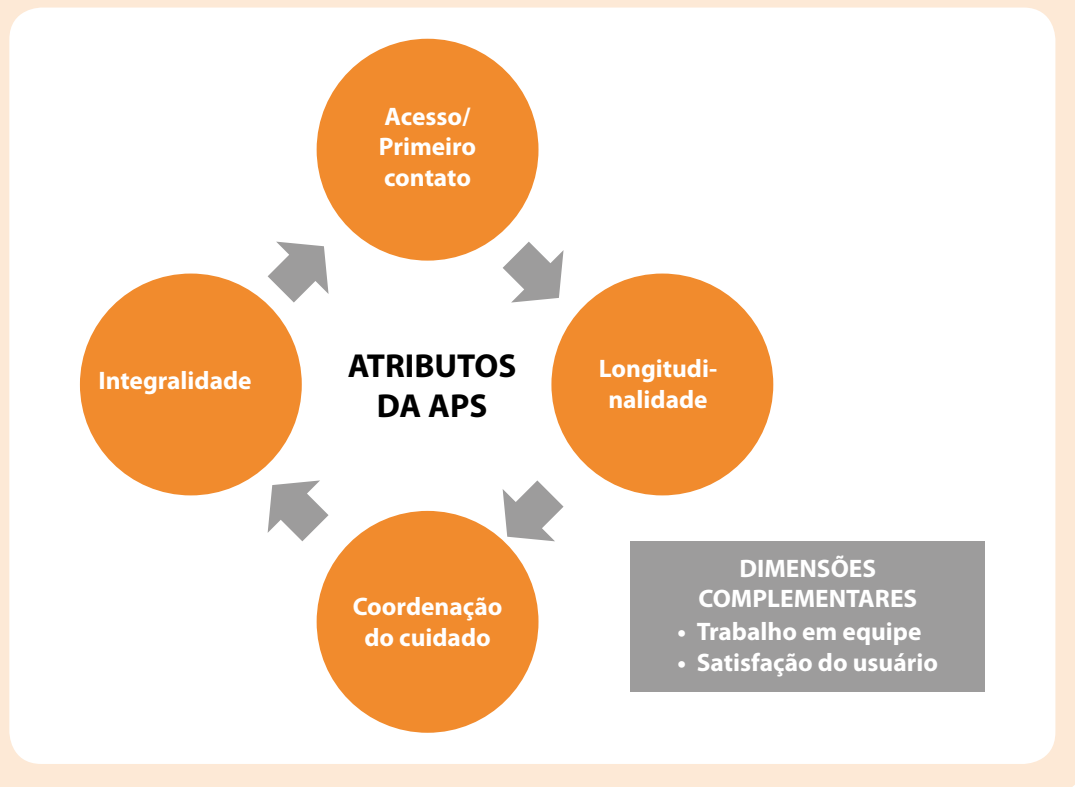 Acesso/
Primeiro
contato
Integralidade
ATRIBUTOS
DA APS
Longitudi-
nalidade
Coordenação
do cuidado
DIMENSÕES
COMPLEMENTARES
• Trabalho em equipe
• Satisfação do usuário